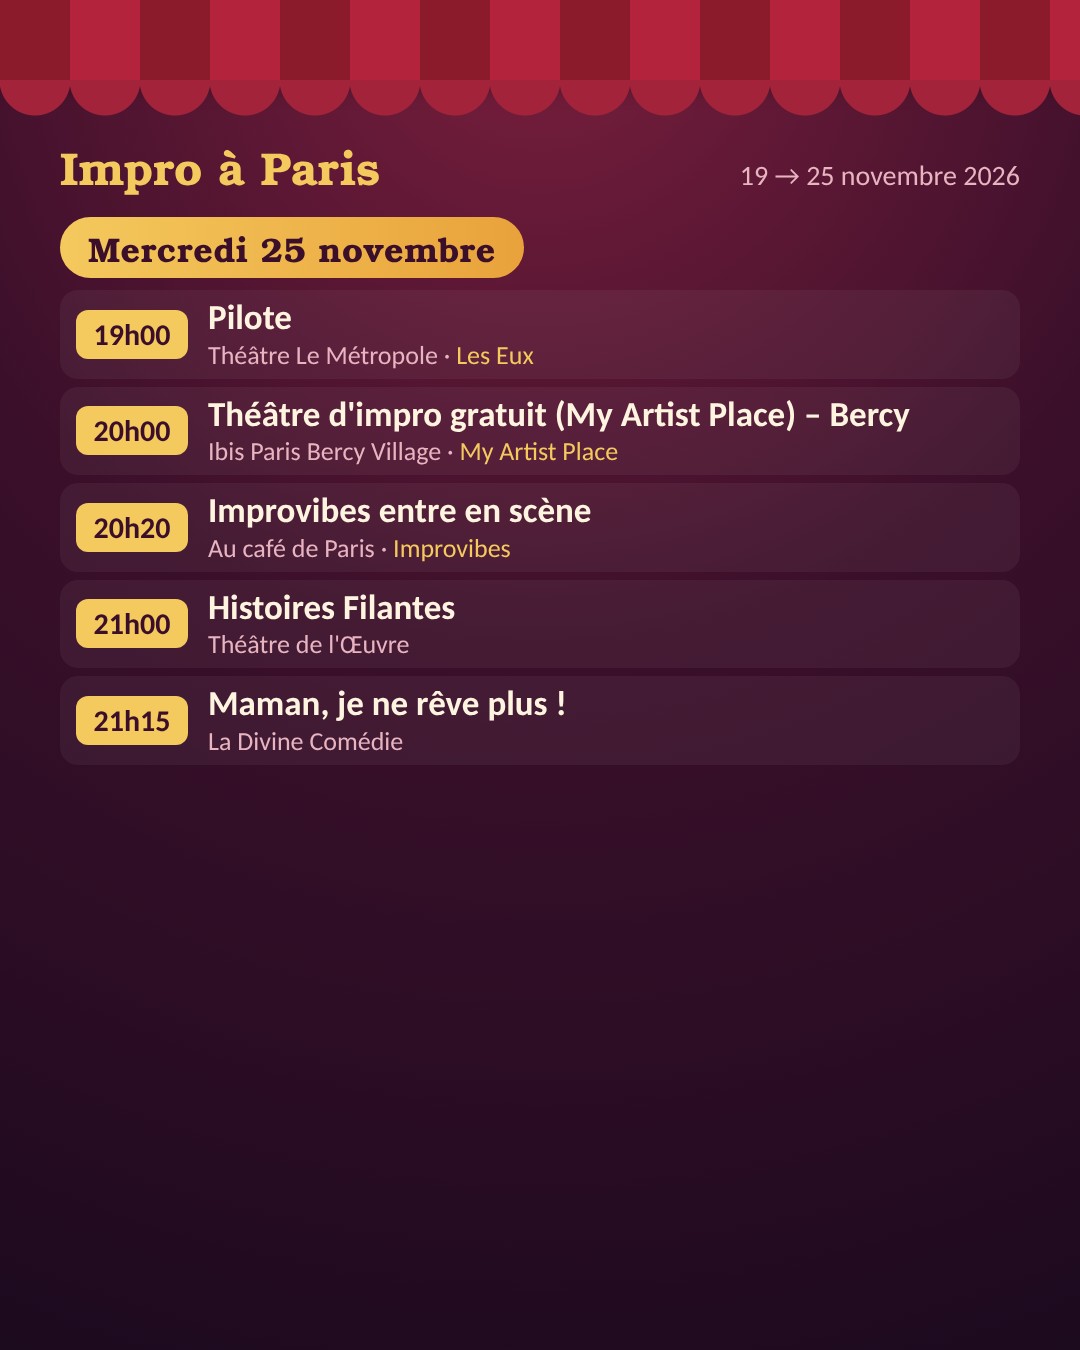 Impro à Paris
19 → 25 novembre 2026
Mercredi 25 novembre
19h00
Pilote
Théâtre Le Métropole · Les Eux
20h00
Théâtre d'impro gratuit (My Artist Place) – Bercy
Ibis Paris Bercy Village · My Artist Place
20h20
Improvibes entre en scène
Au café de Paris · Improvibes
21h00
Histoires Filantes
Théâtre de l'Œuvre
21h15
Maman, je ne rêve plus !
La Divine Comédie